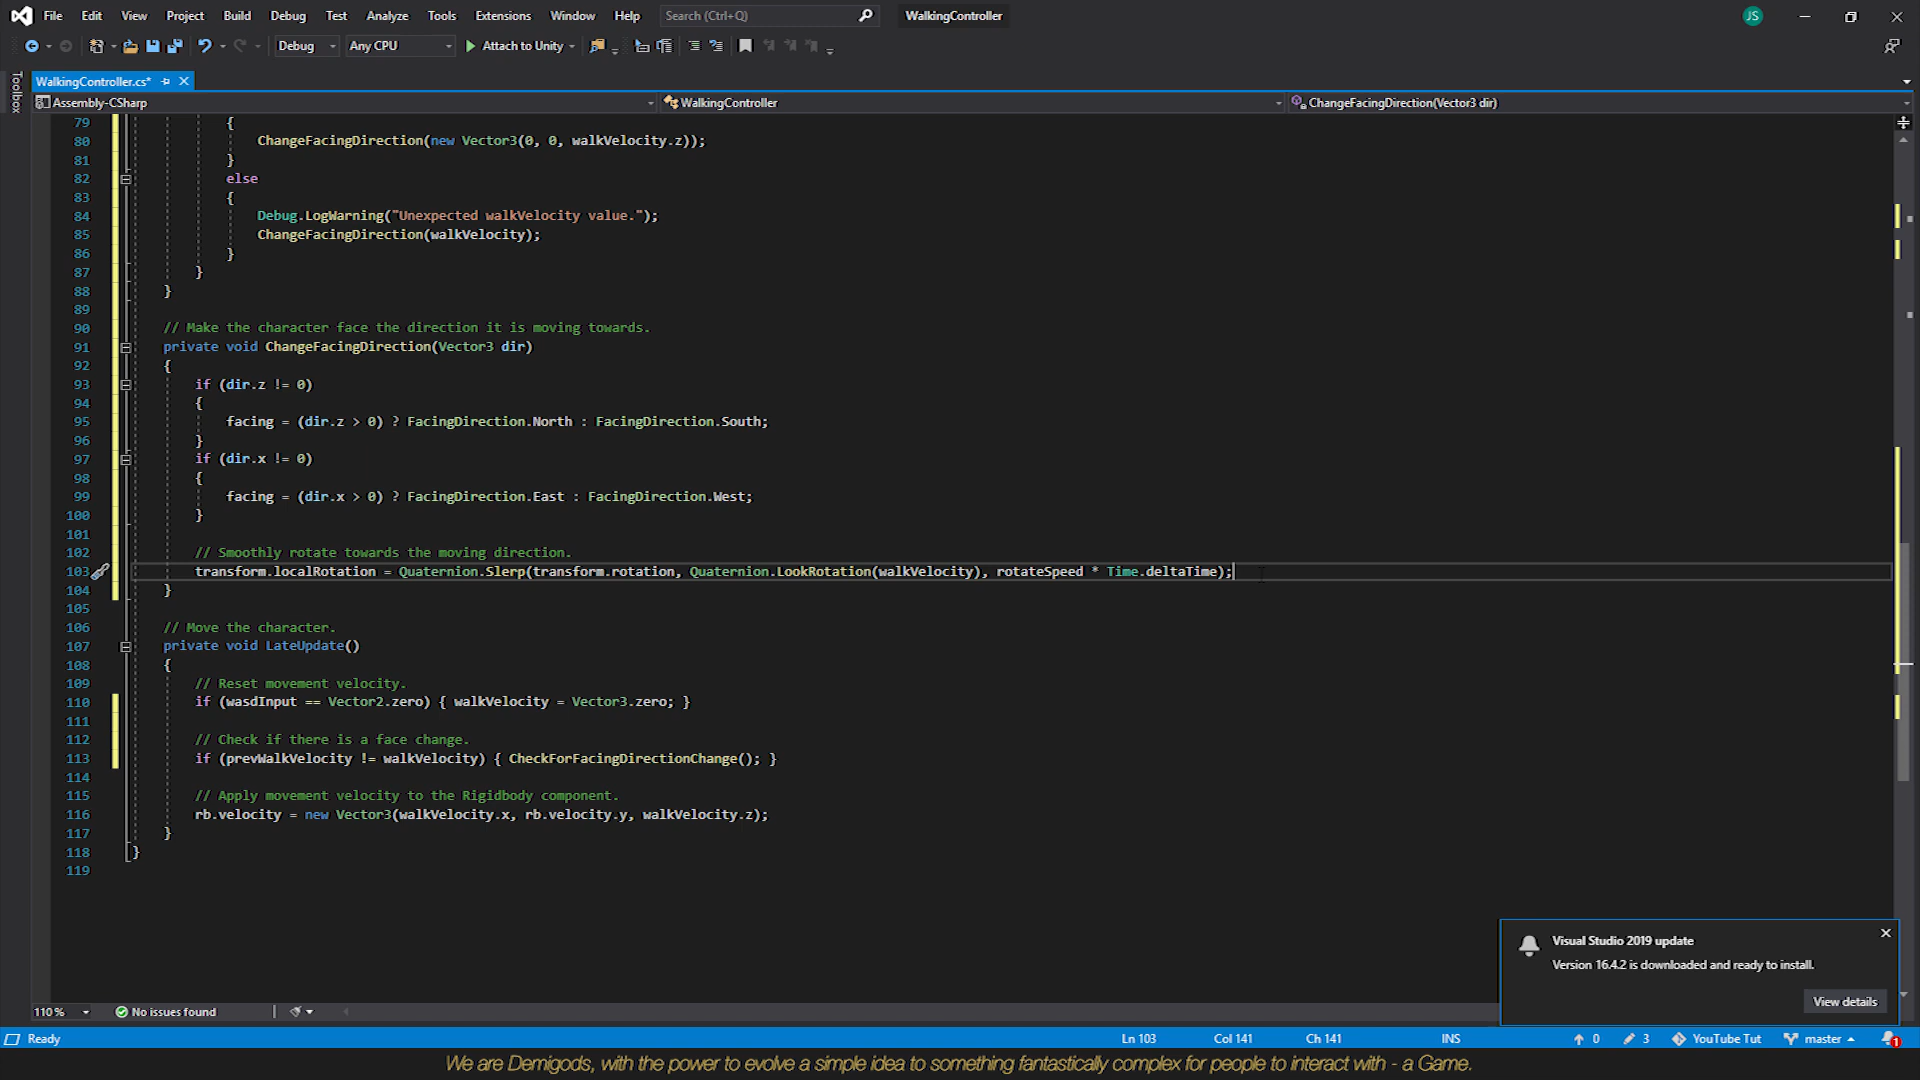 File Edit View Project Build Debug Test Analyze Tools Extensions Window Help Search (Ctrl+Q) WalkingController JS
Debug Any CPU Attach to Unity
Toolbox
WalkingController.cs*
Assembly-CSharp WalkingController ChangeFacingDirection(Vector3 dir)
79 {
80 ChangeFacingDirection(new Vector3(0, 0, walkVelocity.z));
81 }
82 else
83 {
84 Debug.LogWarning("Unexpected walkVelocity value.");
85 ChangeFacingDirection(walkVelocity);
86 }
87 }
88 }
89
90 // Make the character face the direction it is moving towards.
91 private void ChangeFacingDirection(Vector3 dir)
92 {
93 if (dir.z != 0)
94 {
95 facing = (dir.z > 0) ? FacingDirection.North : FacingDirection.South;
96 }
97 if (dir.x != 0)
98 {
99 facing = (dir.x > 0) ? FacingDirection.East : FacingDirection.West;
100 }
101
102 // Smoothly rotate towards the moving direction.
103 transform.localRotation = Quaternion.Slerp(transform.rotation, Quaternion.LookRotation(walkVelocity), rotateSpeed * Time.deltaTime);
104 }
105
106 // Move the character.
107 private void LateUpdate()
108 {
109 // Reset movement velocity.
110 if (wasdInput == Vector2.zero) { walkVelocity = Vector3.zero; }
111
112 // Check if there is a face change.
113 if (prevWalkVelocity != walkVelocity) { CheckForFacingDirectionChange(); }
114
115 // Apply movement velocity to the Rigidbody component.
116 rb.velocity = new Vector3(walkVelocity.x, rb.velocity.y, walkVelocity.z);
117 }
118 }
119
Visual Studio 2019 update
Version 16.4.2 is downloaded and ready to install.
View details
110 % No issues found
Ready Ln 103 Col 141 Ch 141 INS 0 3 YouTube Tut master 1
We are Demigods, with the power to evolve a simple idea to something fantastically complex for people to interact with - a Game.